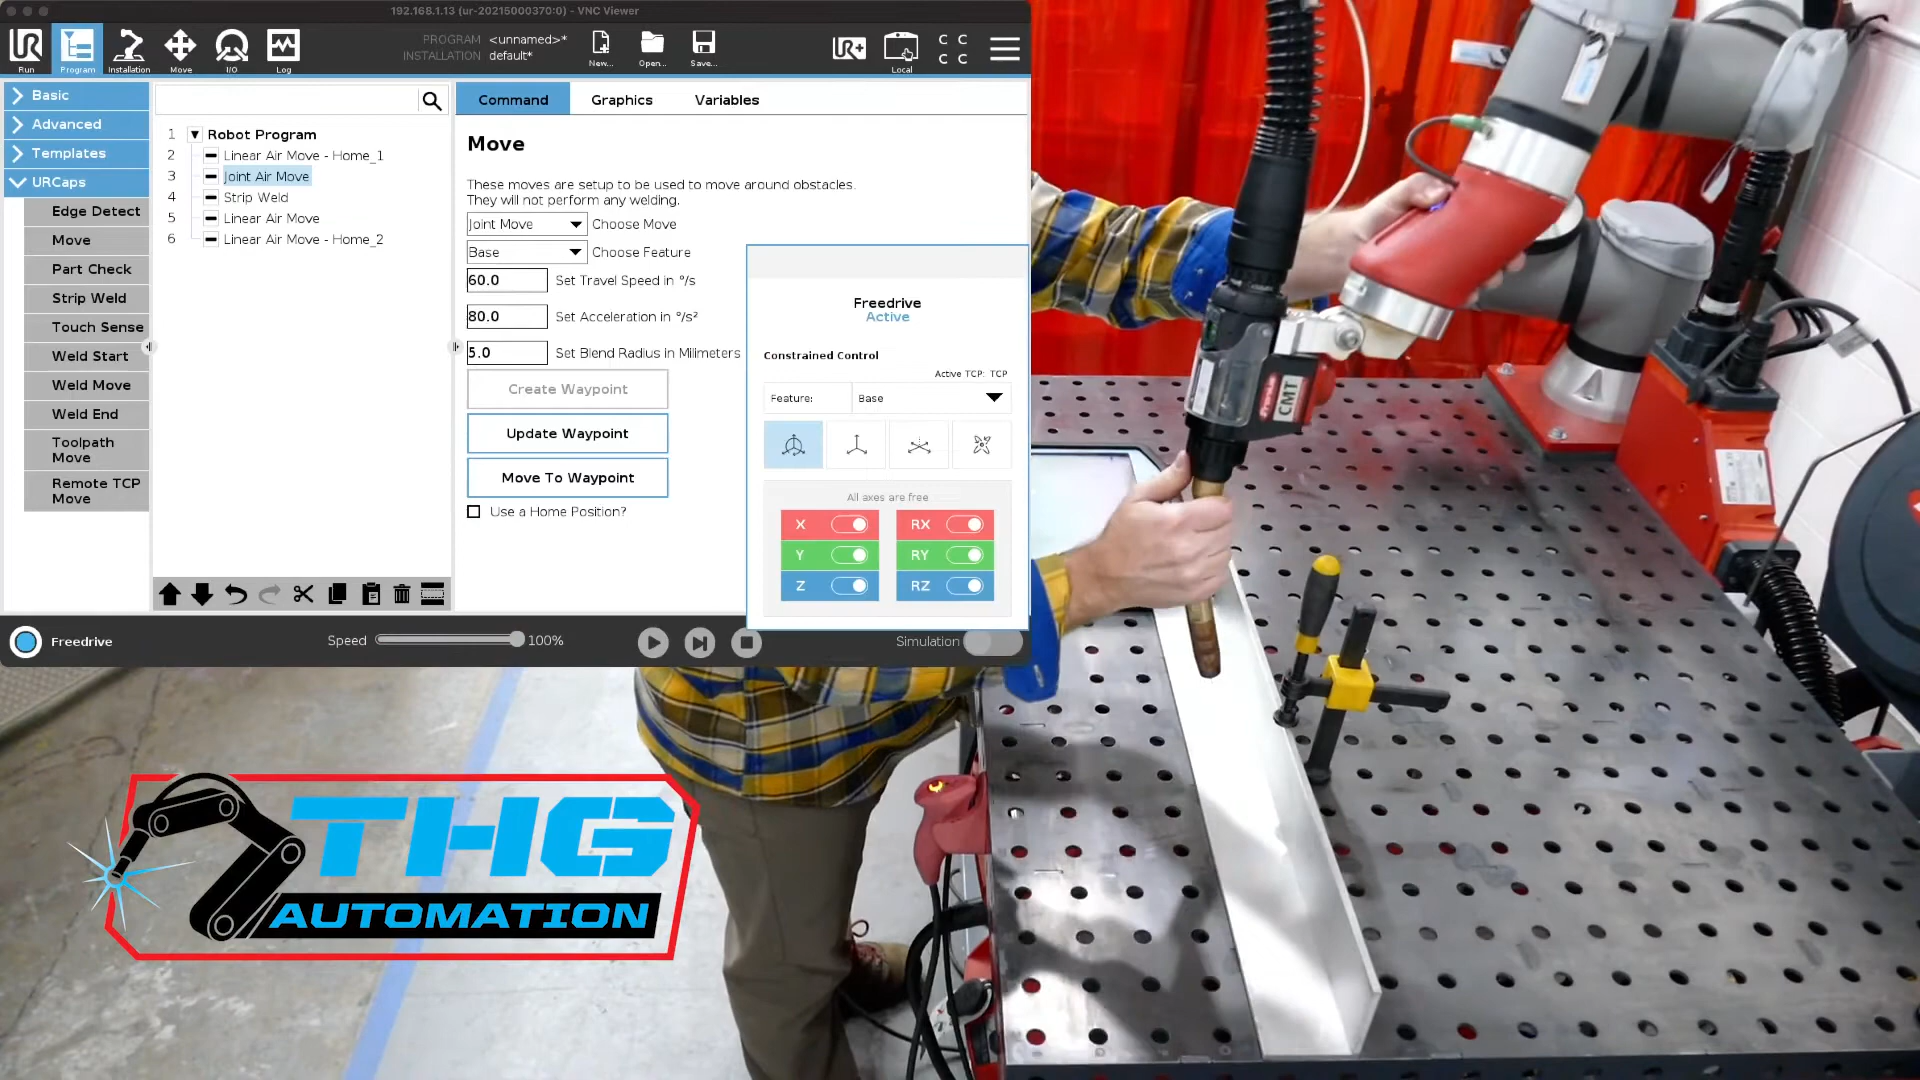 192.168.1.13 (ur-20215000370:0) - VNC Viewer
Run
Program
Installation
Move
I/O
Log
PROGRAM <unnamed>*
INSTALLATION default*
New...
Open...
Save...
UR+
Local
C C
C C
Basic
Advanced
Templates
URCaps
Edge Detect
Move
Part Check
Strip Weld
Touch Sense
Weld Start
Weld Move
Weld End
Toolpath
Move
Remote TCP
Move
1 Robot Program
2 Linear Air Move - Home_1
3 Joint Air Move
4 Strip Weld
5 Linear Air Move
6 Linear Air Move - Home_2
Command Graphics Variables
Move
These moves are setup to be used to move around obstacles.
They will not perform any welding.
Joint Move Choose Move
Base Choose Feature
60.0 Set Travel Speed in °/s
80.0 Set Acceleration in °/s²
5.0 Set Blend Radius in Milimeters
Create Waypoint
Update Waypoint
Move To Waypoint
Use a Home Position?
Freedrive
Active
Constrained Control
Active TCP: TCP
Feature: Base
All axes are free
X RX
Y RY
Z RZ
Freedrive
Speed 100%
Simulation
CMT
THG
AUTOMATION